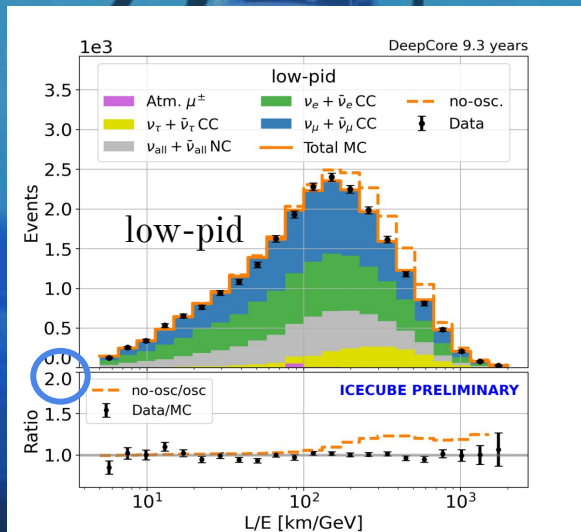 1e3
DeepCore 9.3 years
low-pid
Atm. μ±
ντ + ν̄τ CC
νall + ν̄all NC
νe + ν̄e CC
νμ + ν̄μ CC
Total MC
no-osc.
Data
3.5
3.0
2.5
2.0
1.5
1.0
0.5
0.0
Events
low-pid
2.0
1.5
1.0
Ratio
no-osc/osc
Data/MC
ICECUBE PRELIMINARY
10¹
10²
10³
L/E [km/GeV]